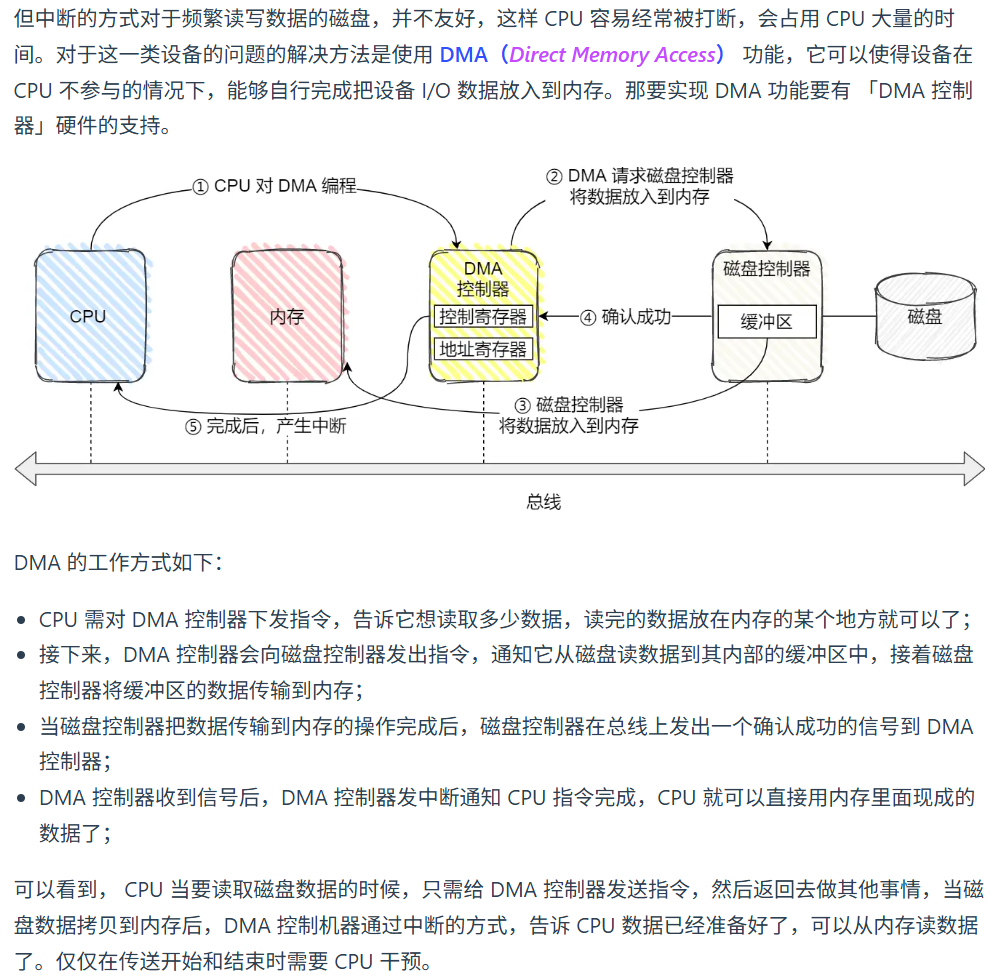 但中断的方式对于频繁读写数据的磁盘，并不友好，这样 CPU 容易经常被打断，会占用 CPU 大量的时
间。对于这一类设备的问题的解决方法是使用 DMA（Direct Memory Access） 功能，它可以使得设备在
CPU 不参与的情况下，能够自行完成把设备 I/O 数据放入到内存。那要实现 DMA 功能要有 「DMA 控制
器」硬件的支持。
① CPU 对 DMA 编程
② DMA 请求磁盘控制器
将数据放入到内存
CPU
内存
DMA
控制器
控制寄存器
地址寄存器
④ 确认成功
磁盘控制器
缓冲区
磁盘
③ 磁盘控制器
将数据放入到内存
⑤ 完成后，产生中断
总线
DMA 的工作方式如下：
• CPU 需对 DMA 控制器下发指令，告诉它想读取多少数据，读完的数据放在内存的某个地方就可以了；
• 接下来，DMA 控制器会向磁盘控制器发出指令，通知它从磁盘读数据到其内部的缓冲区中，接着磁盘
控制器将缓冲区的数据传输到内存；
• 当磁盘控制器把数据传输到内存的操作完成后，磁盘控制器在总线上发出一个确认成功的信号到 DMA
控制器；
• DMA 控制器收到信号后，DMA 控制器发中断通知 CPU 指令完成，CPU 就可以直接用内存里面现成的
数据了；
可以看到， CPU 当要读取磁盘数据的时候，只需给 DMA 控制器发送指令，然后返回去做其他事情，当磁
盘数据拷贝到内存后，DMA 控制机器通过中断的方式，告诉 CPU 数据已经准备好了，可以从内存读数据
了。仅仅在传送开始和结束时需要 CPU 干预。